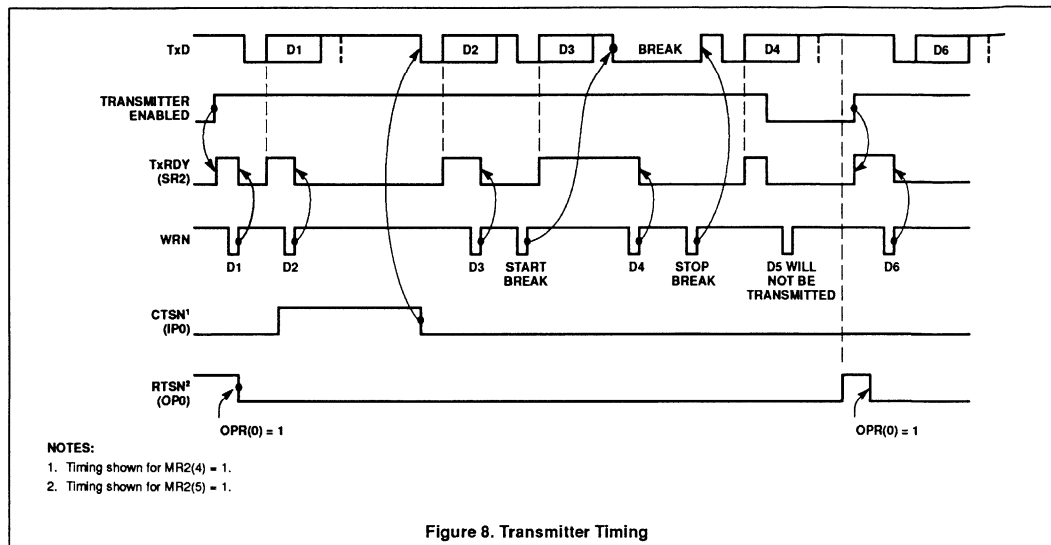 TxD
D1
D2
D3
BREAK
D4
D6
TRANSMITTER
ENABLED
TxRDY
(SR2)
WRN
D1
D2
D3
START
BREAK
D4
STOP
BREAK
D5 WILL
NOT BE
TRANSMITTED
D6
CTSN¹
(IP0)
RTSN²
(OP0)
OPR(0) = 1
OPR(0) = 1
NOTES:
1. Timing shown for MR2(4) = 1.
2. Timing shown for MR2(5) = 1.
Figure 8. Transmitter Timing